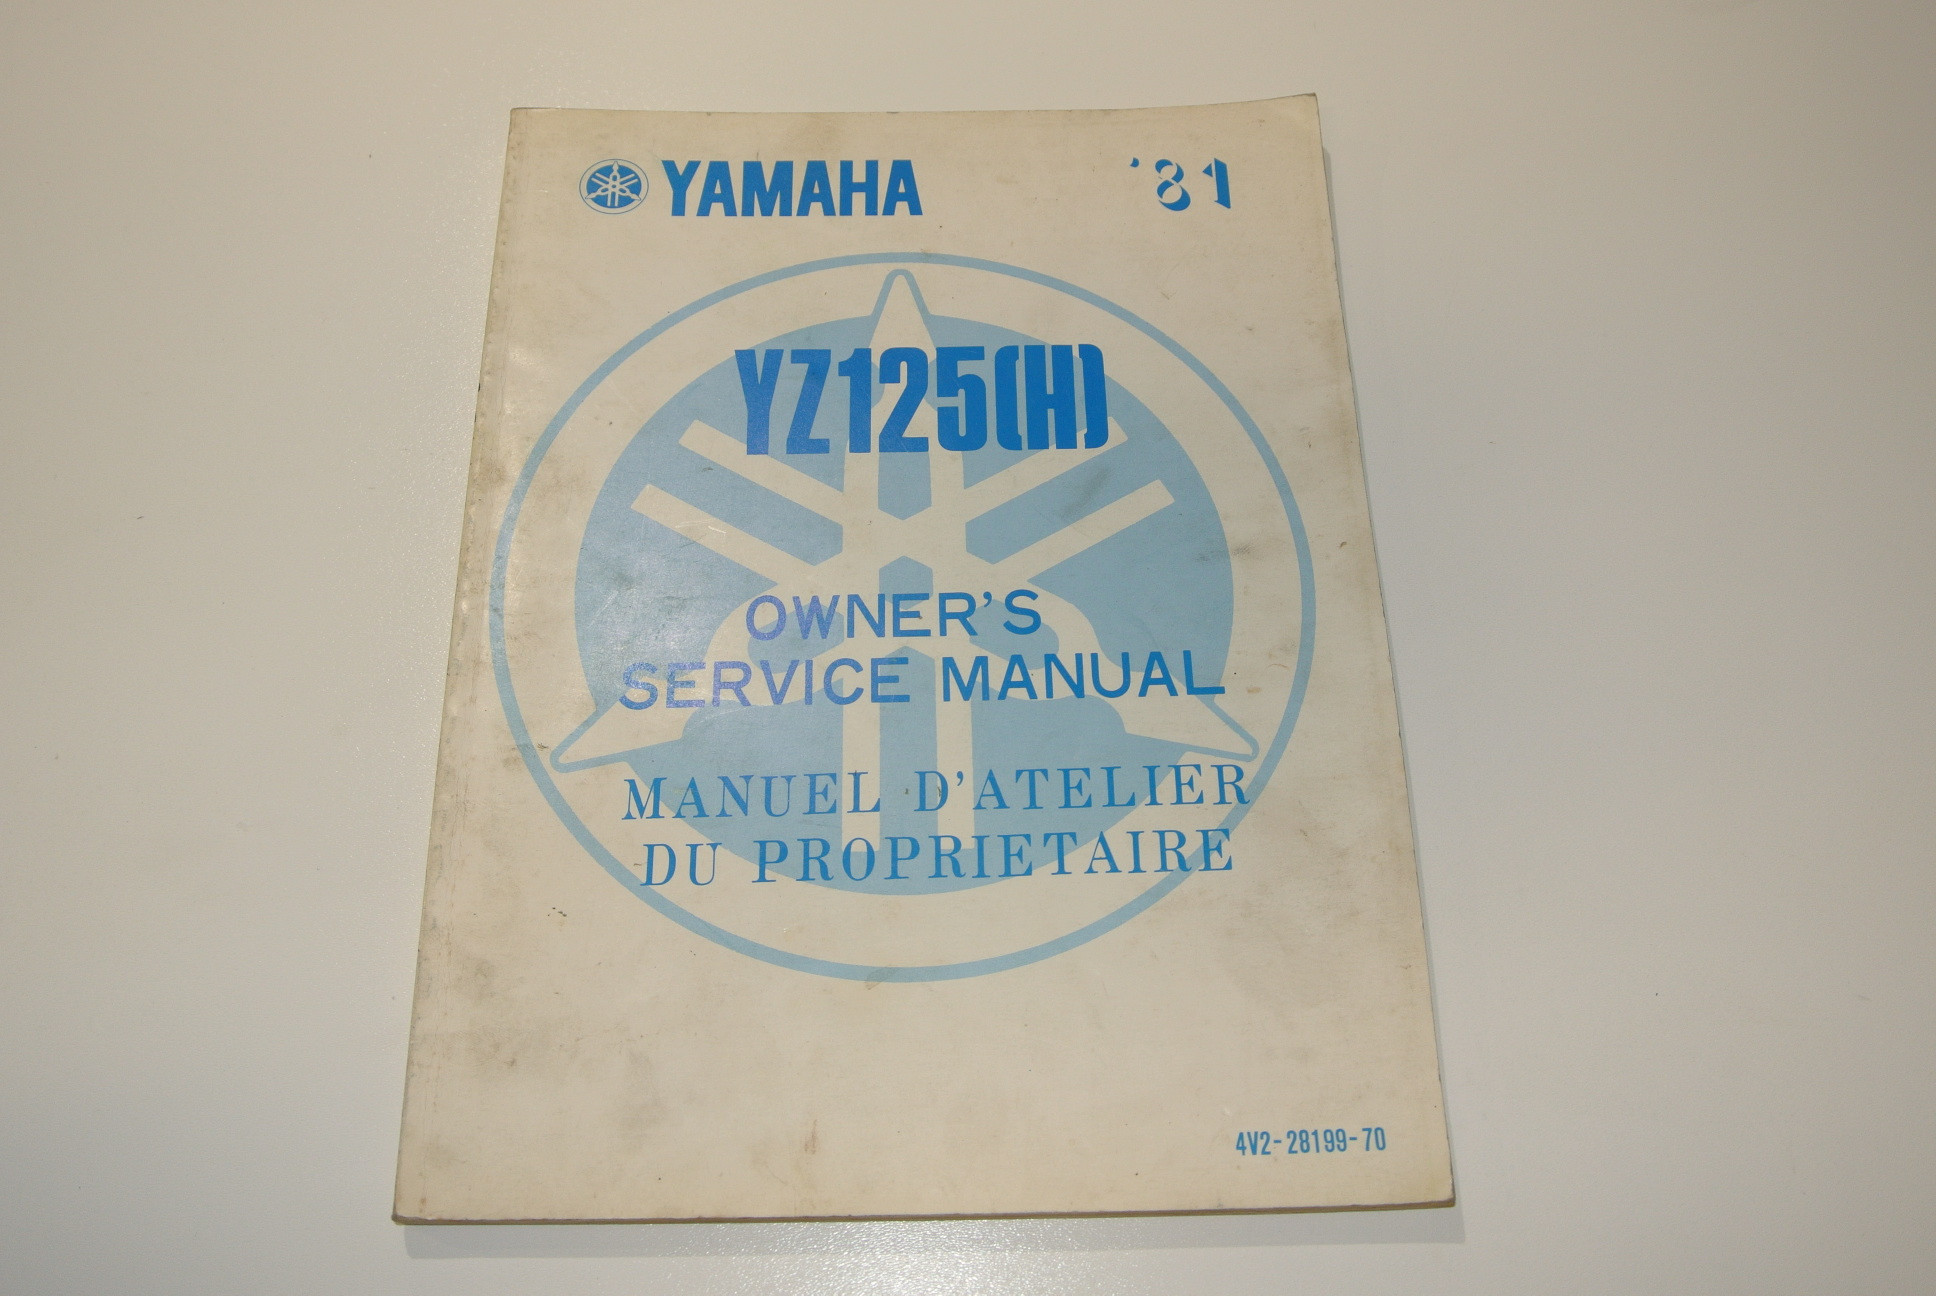 YAMAHA '81
YZ125(H)
OWNER'S
SERVICE MANUAL
MANUEL D'ATELIER
DU PROPRIETAIRE
4V2-28199-70